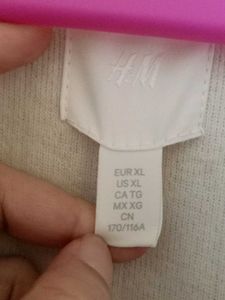 H&M
EUR XL
US XL
CA TG
MX XG
CN
170/116A